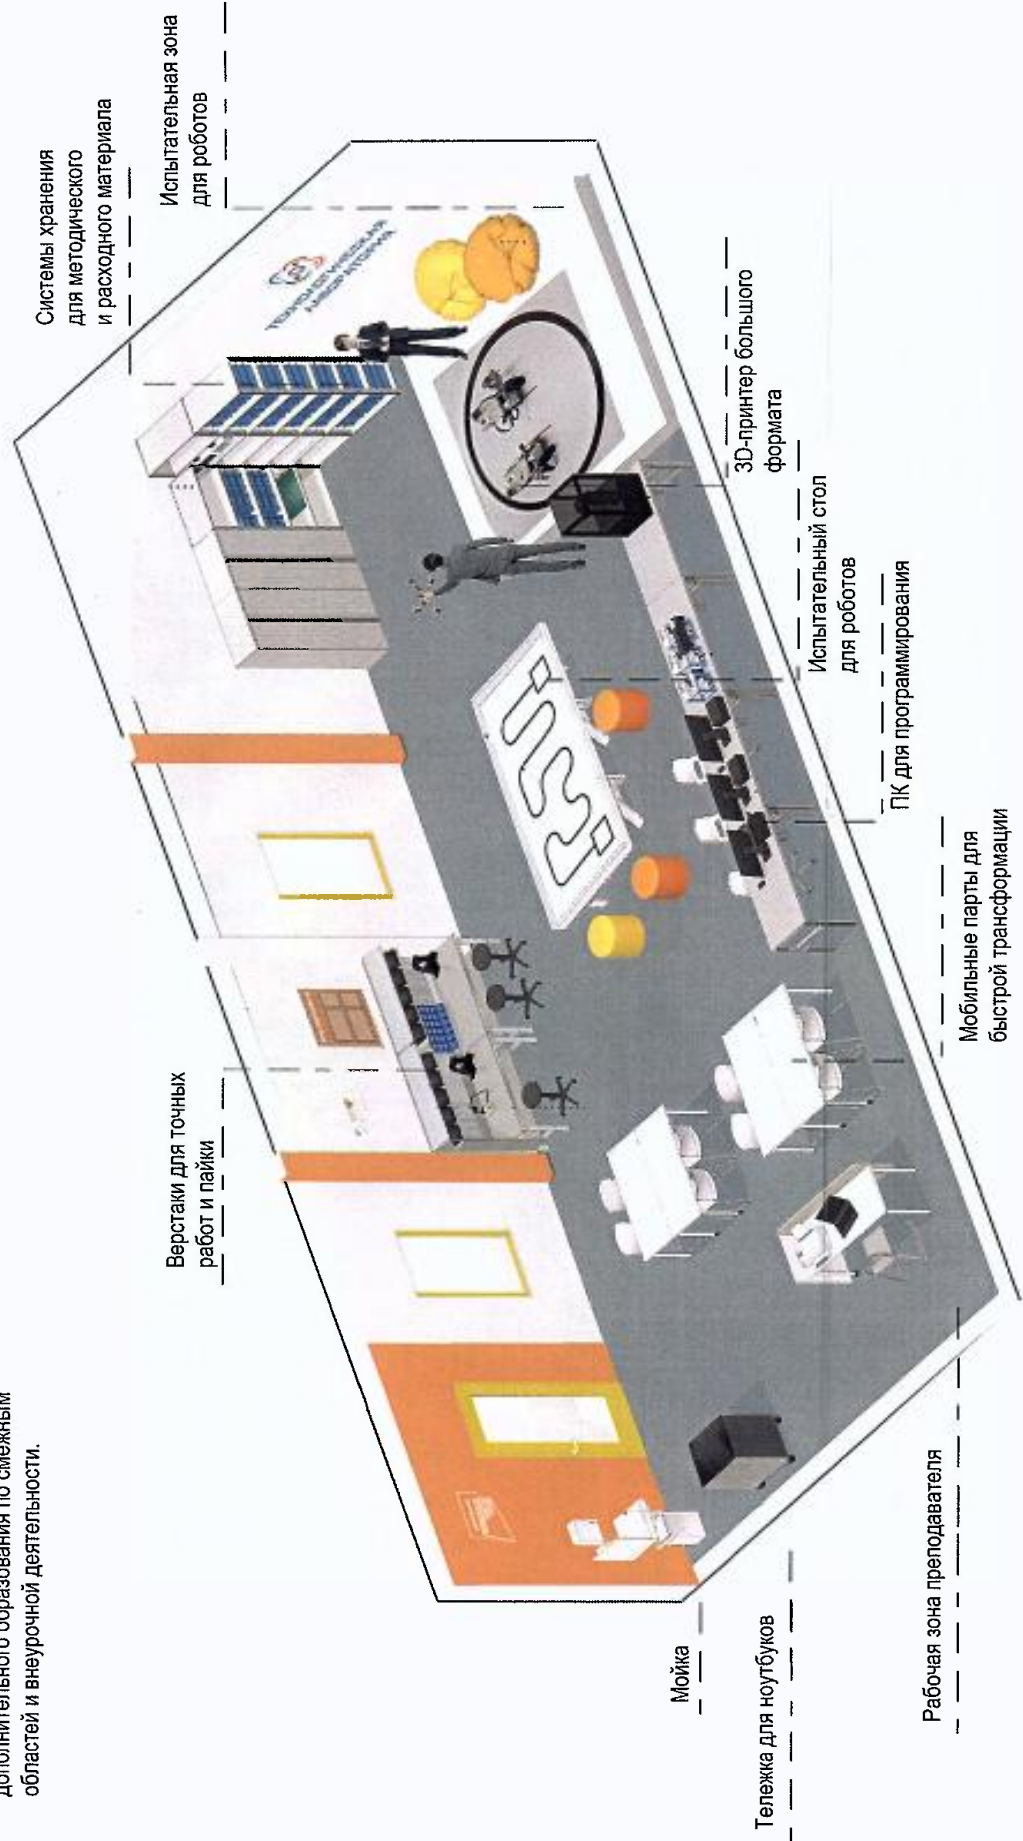 дополнительного образования по смежным
областей и внеурочной деятельности.
Системы хранения
для методического
и расходного материала
Испытательная зона
для роботов
ТЕХНОЛОГИЧЕСКАЯ
ЛАБОРАТОРИЯ
Верстаки для точных
работ и пайки
3D-принтер большого
формата
Испытательный стол
для роботов
ПК для программирования
Мобильные парты для
быстрой трансформации
Мойка
Тележка для ноутбуков
Рабочая зона преподавателя